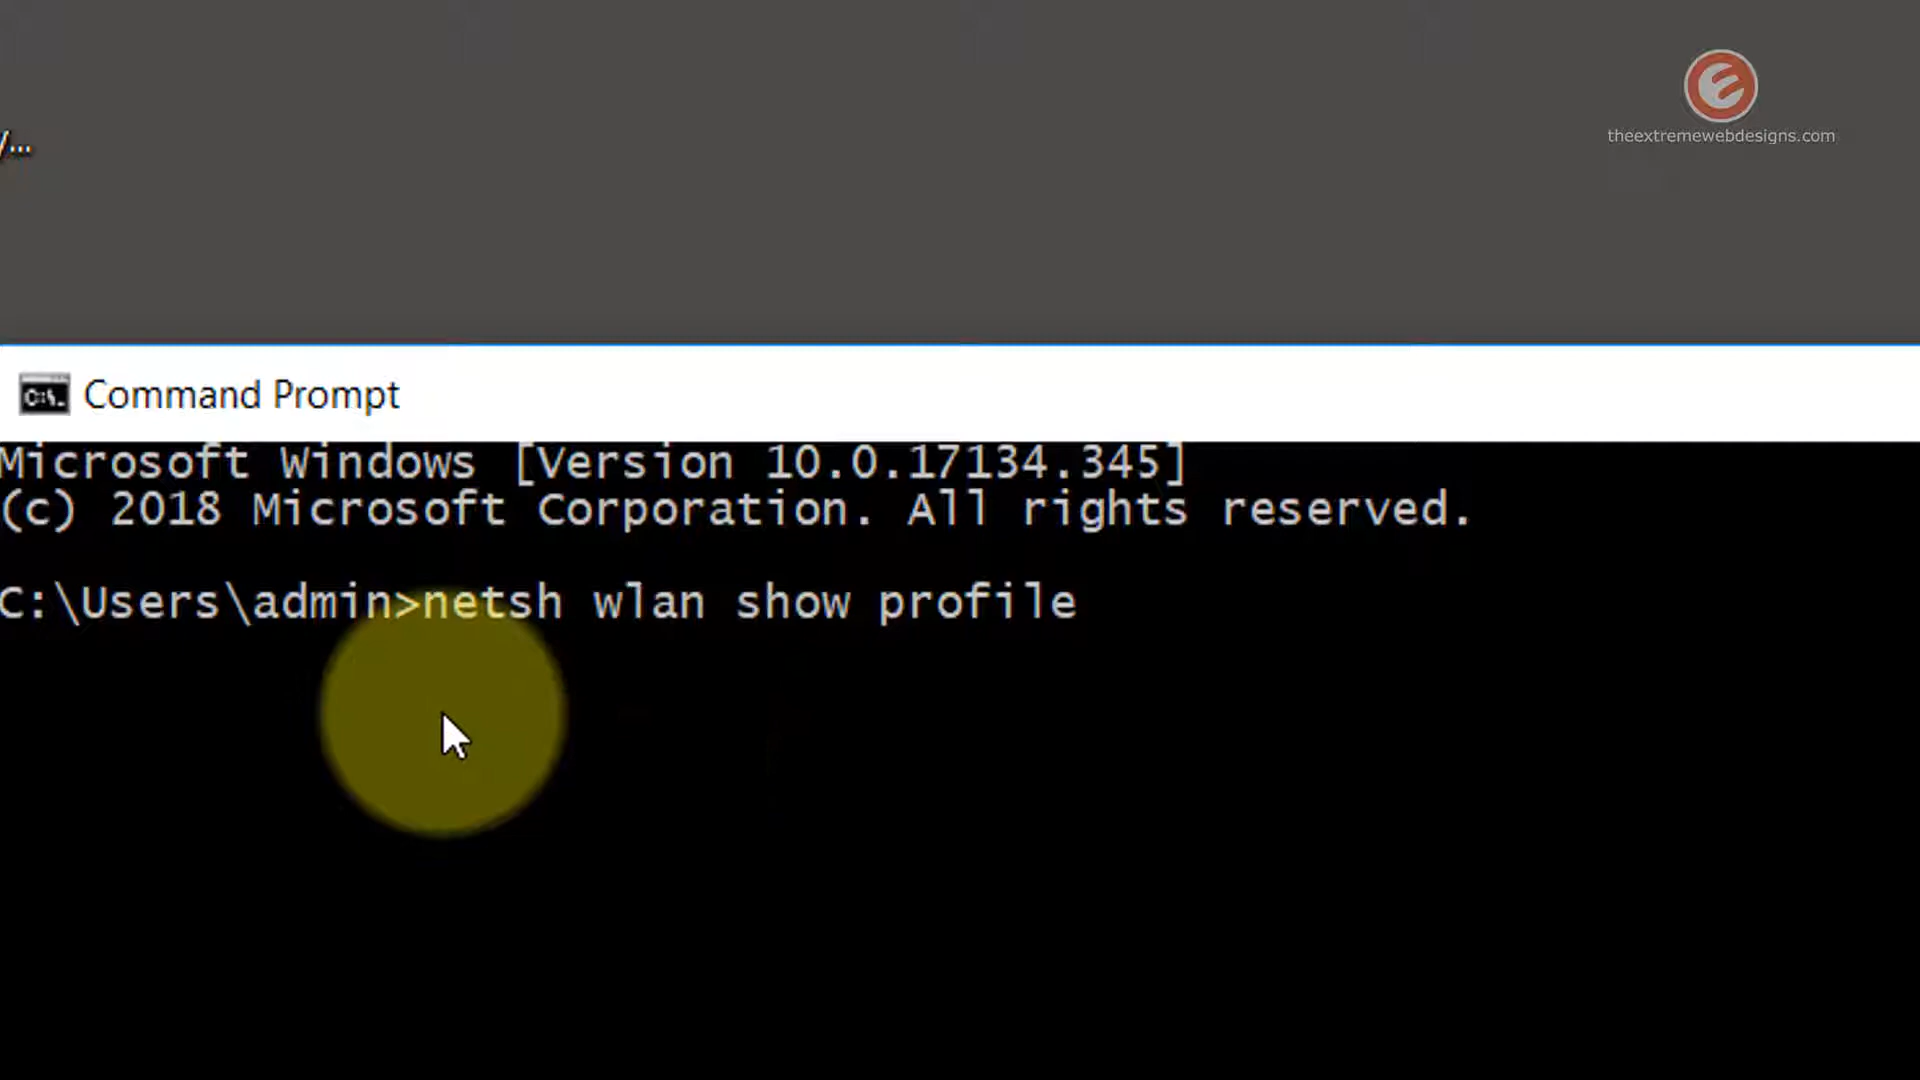 theextremewebdesigns.com
/...
Command Prompt
Microsoft Windows [Version 10.0.17134.345]
(c) 2018 Microsoft Corporation. All rights reserved.
C:\Users\admin>netsh wlan show profile